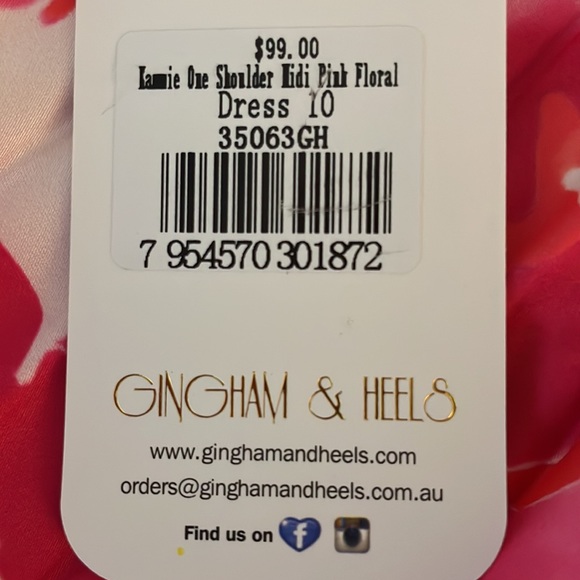 $99.00
Kammie One Shoulder Midi Pink Floral
Dress 10
35063GH
7 954570 301872
GINGHAM & HEELS
www.ginghamandheels.com
orders@ginghamandheels.com.au
Find us on f